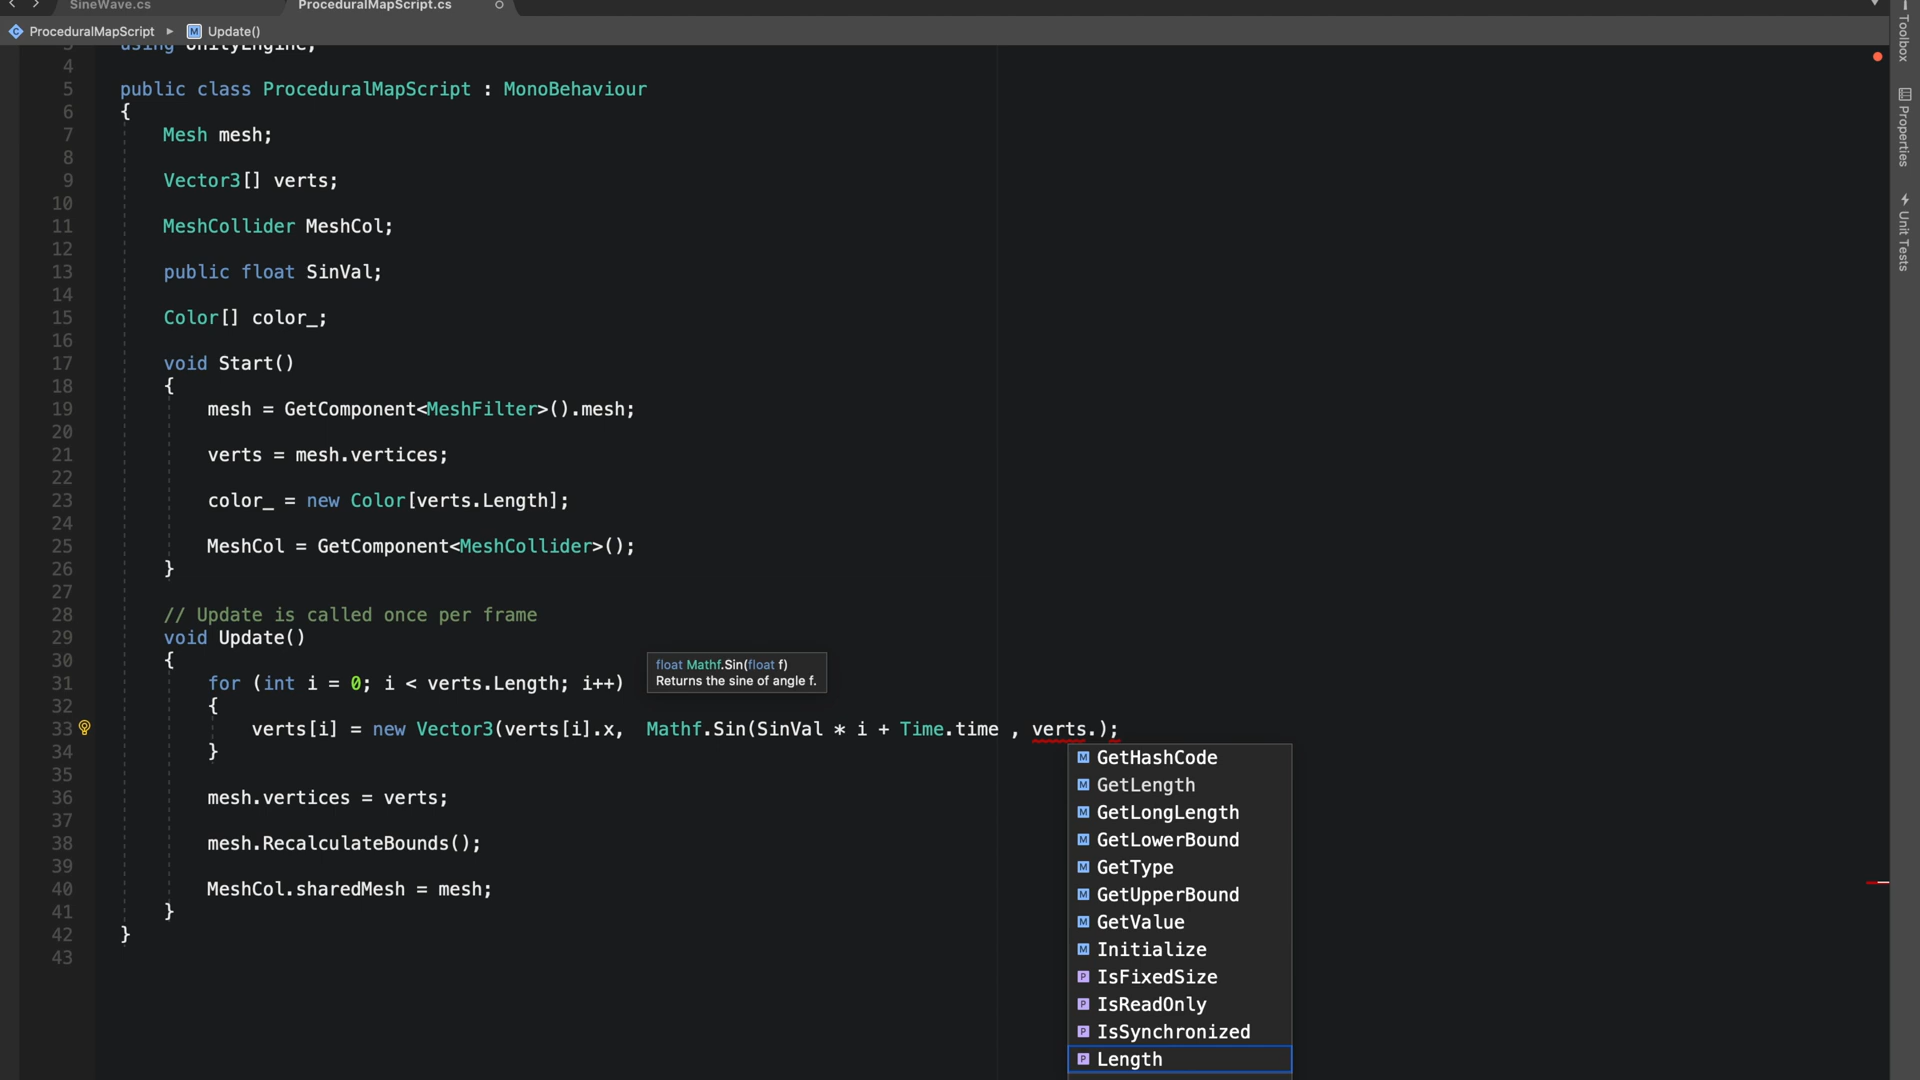 SineWave.cs
ProceduralMapScript.cs
ProceduralMapScript
M Update()
3 using UnityEngine;
4
5 public class ProceduralMapScript : MonoBehaviour
6 {
7 Mesh mesh;
8
9 Vector3[] verts;
10
11 MeshCollider MeshCol;
12
13 public float SinVal;
14
15 Color[] color_;
16
17 void Start()
18 {
19 mesh = GetComponent<MeshFilter>().mesh;
20
21 verts = mesh.vertices;
22
23 color_ = new Color[verts.Length];
24
25 MeshCol = GetComponent<MeshCollider>();
26 }
27
28 // Update is called once per frame
29 void Update()
30 {
float Mathf.Sin(float f)
Returns the sine of angle f.
31 for (int i = 0; i < verts.Length; i++)
32 {
33 verts[i] = new Vector3(verts[i].x,  Mathf.Sin(SinVal * i + Time.time , verts.);
34 }
35
36 mesh.vertices = verts;
37
38 mesh.RecalculateBounds();
39
40 MeshCol.sharedMesh = mesh;
41 }
42 }
43
M GetHashCode
M GetLength
M GetLongLength
M GetLowerBound
M GetType
M GetUpperBound
M GetValue
M Initialize
P IsFixedSize
P IsReadOnly
P IsSynchronized
P Length
Toolbox
Properties
Unit Tests